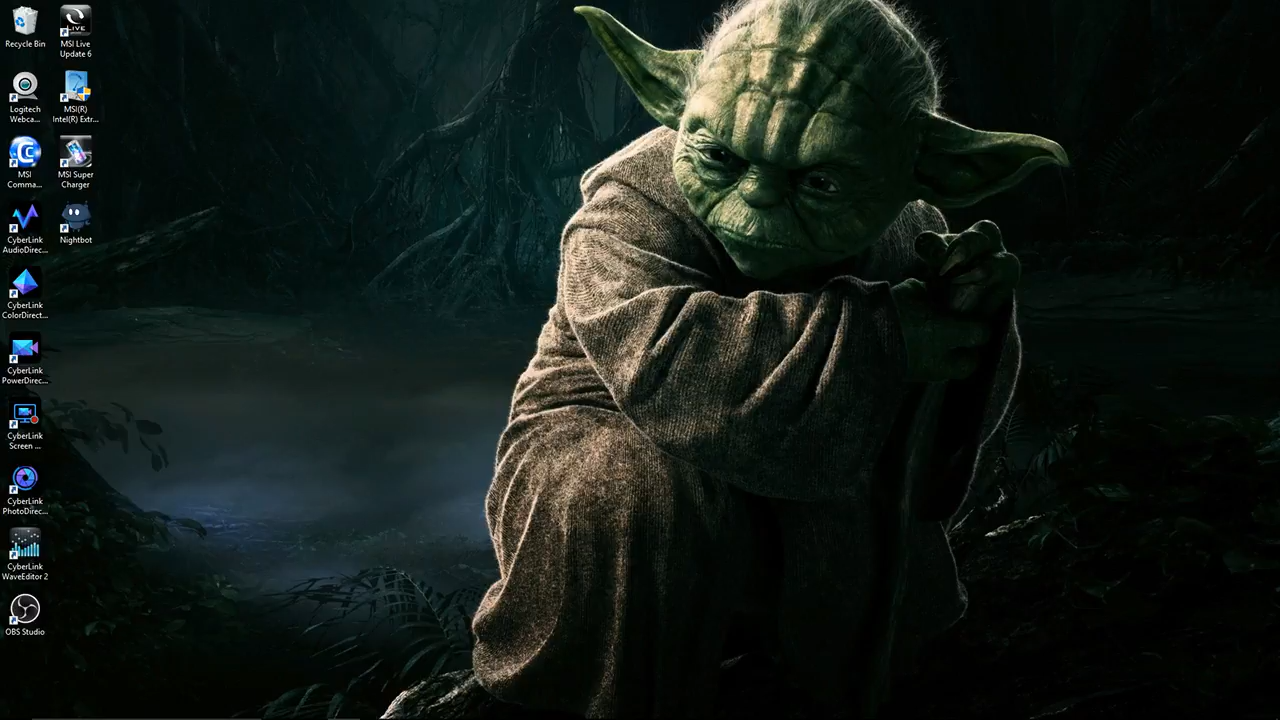 Recycle Bin
MSI Live
Update 6
Logitech
Webca...
MSI(R)
Intel(R) Extr...
MSI
Comma...
MSI Super
Charger
CyberLink
AudioDirec...
Nightbot
CyberLink
ColorDirect...
CyberLink
PowerDirec...
CyberLink
Screen ...
CyberLink
PhotoDirec...
CyberLink
WaveEditor 2
OBS Studio